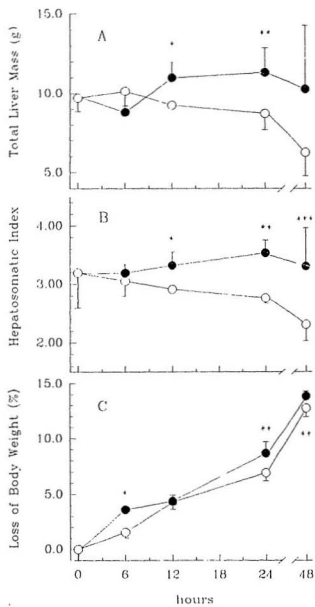 15.0
A
*
**
10.0
5.0
Total Liver Mass (g)
4.00
B
*
**
***
3.00
2.00
Hepatosomatic Index
15.0
C
**
**
10.0
*
5.0
0.0
Loss of Body Weight (%)
0 6 12 18 24 48
hours